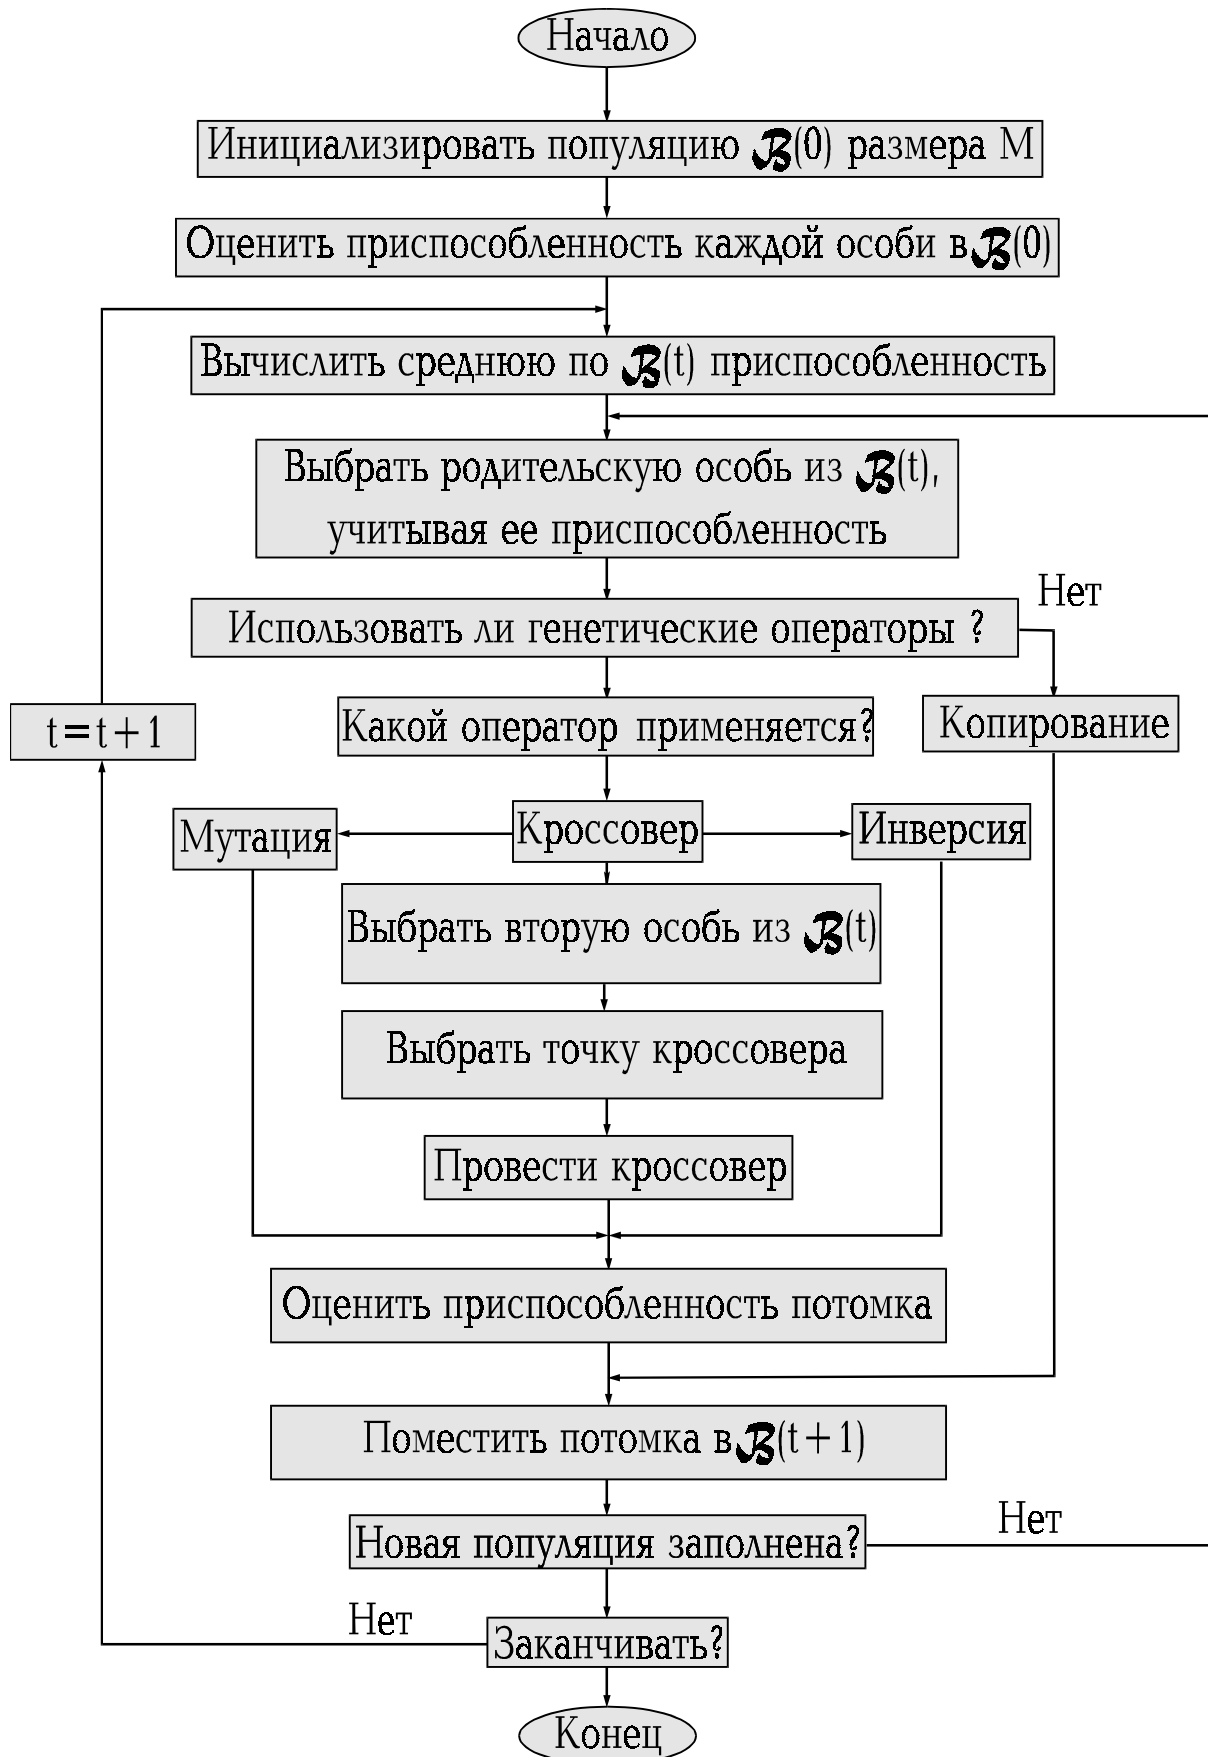 Начало
Инициализировать популяцию ℬ(0) размера М
Оценить приспособленность каждой особи в ℬ(0)
Вычислить среднюю по ℬ(t) приспособленность
Выбрать родительскую особь из ℬ(t),
учитывая ее приспособленность
Нет
Использовать ли генетические операторы ?
t=t+1
Какой оператор применяется?
Копирование
Мутация
Кроссовер
Инверсия
Выбрать вторую особь из ℬ(t)
Выбрать точку кроссовера
Провести кроссовер
Оценить приспособленность потомка
Поместить потомка в ℬ(t+1)
Новая популяция заполнена?
Нет
Нет
Заканчивать?
Конец